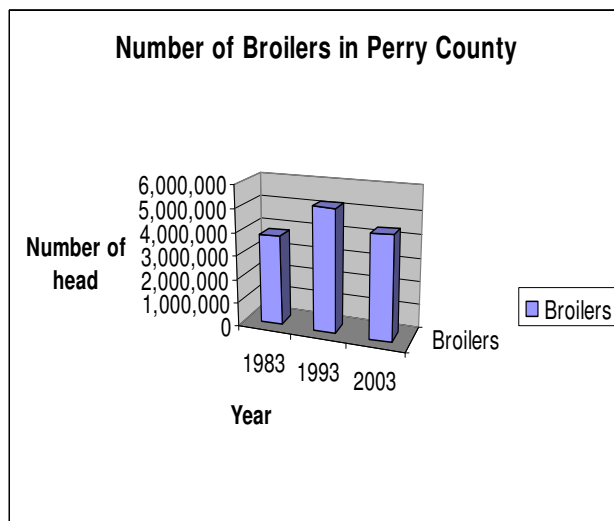 Number of Broilers in Perry County
6,000,000
5,000,000
4,000,000
3,000,000
2,000,000
1,000,000
0
Number of
head
1983
1993
2003
Broilers
Year
Broilers